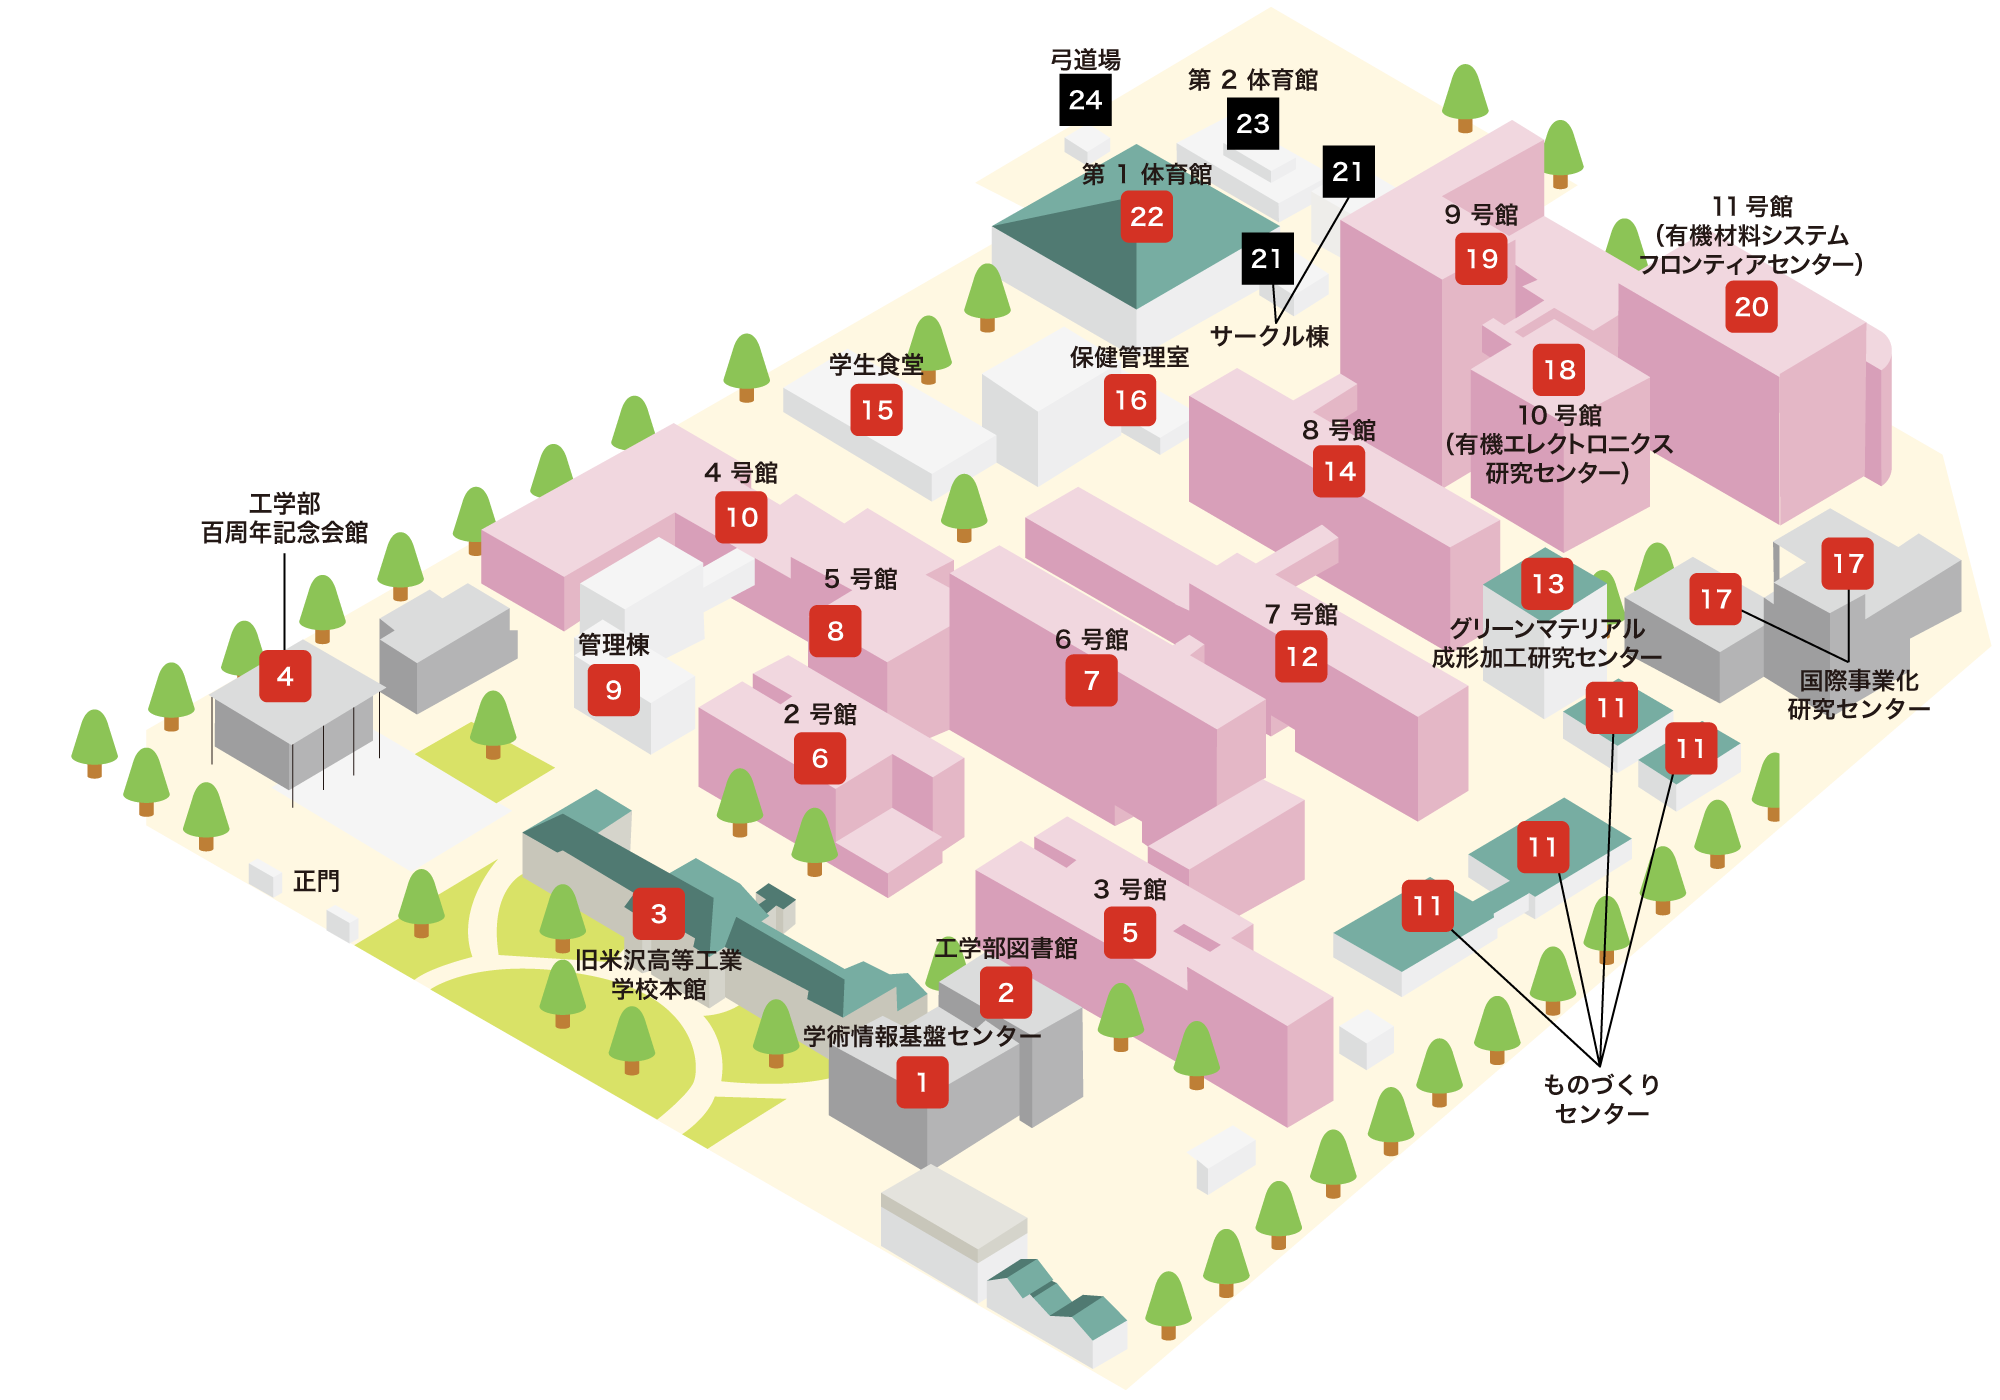 弓道場
24
第 2 体育館
23
21
第 1 体育館
22
21
サークル棟
9 号館
19
11 号館
（有機材料システム
フロンティアセンター）
20
18
10 号館
（有機エレクトロニクス
研究センター）
学生食堂
15
保健管理室
16
8 号館
14
4 号館
10
工学部
百周年記念会館
4
5 号館
8
管理棟
9
6 号館
7
7 号館
12
13
グリーンマテリアル
成形加工研究センター
17
17
国際事業化
研究センター
2 号館
6
11
11
11
11
ものづくり
センター
正門
3
旧米沢高等工業
学校本館
3 号館
5
工学部図書館
2
学術情報基盤センター
1